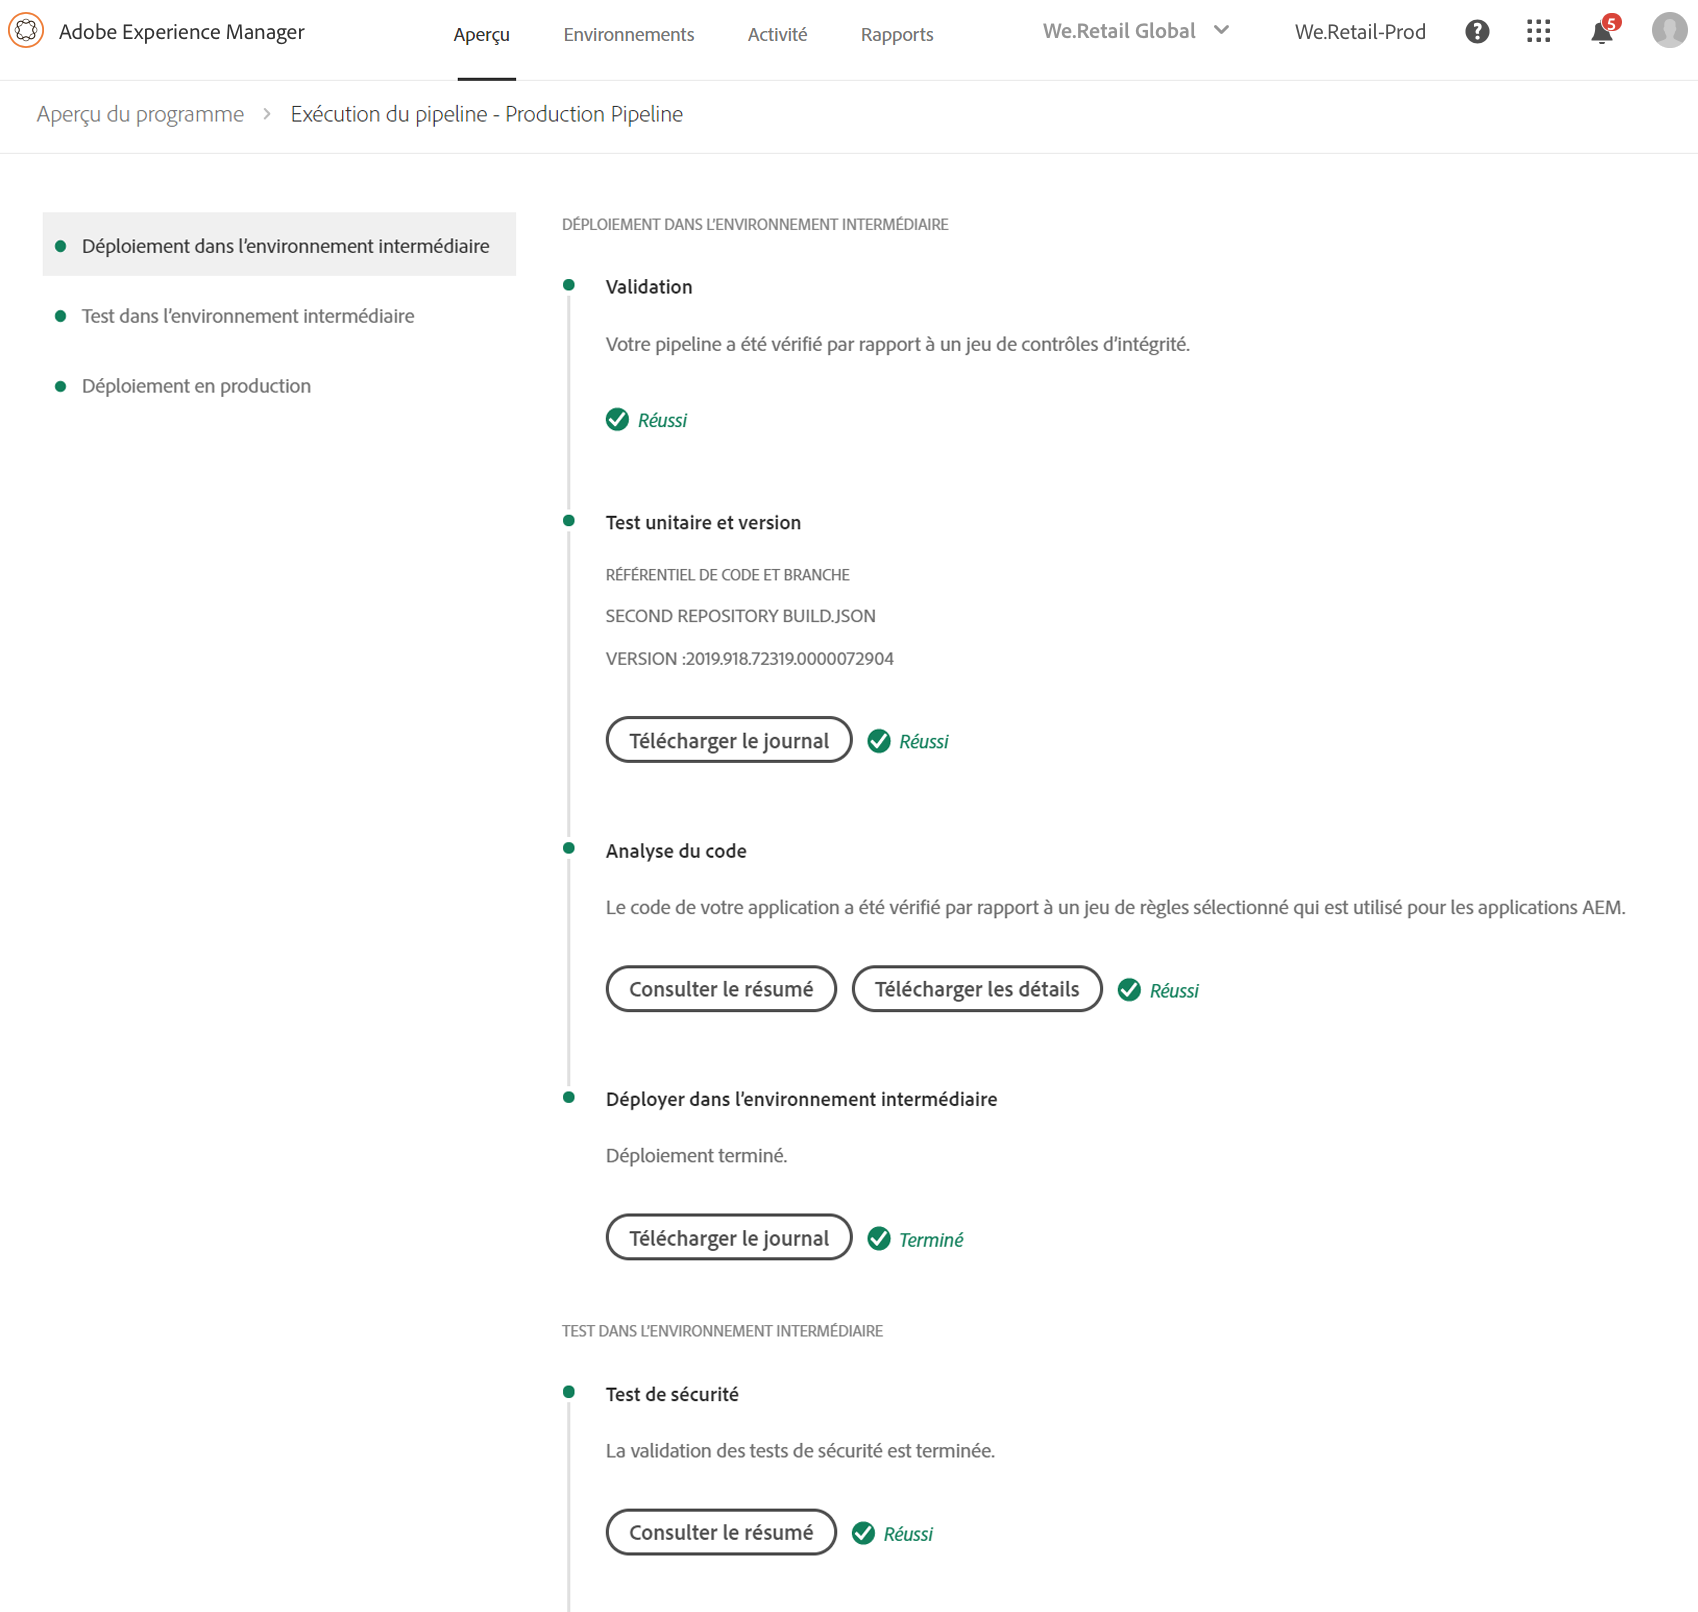 Adobe Experience Manager
Aperçu
Environnements
Activité
Rapports
We.Retail Global
We.Retail-Prod
?
5
Aperçu du programme > Exécution du pipeline - Production Pipeline
Déploiement dans l’environnement intermédiaire
Test dans l’environnement intermédiaire
Déploiement en production
DÉPLOIEMENT DANS L’ENVIRONNEMENT INTERMÉDIAIRE
Validation
Votre pipeline a été vérifié par rapport à un jeu de contrôles d’intégrité.
Réussi
Test unitaire et version
RÉFÉRENTIEL DE CODE ET BRANCHE
SECOND REPOSITORY BUILD.JSON
VERSION :2019.918.72319.0000072904
Télécharger le journal
Réussi
Analyse du code
Le code de votre application a été vérifié par rapport à un jeu de règles sélectionné qui est utilisé pour les applications AEM.
Consulter le résumé
Télécharger les détails
Réussi
Déployer dans l’environnement intermédiaire
Déploiement terminé.
Télécharger le journal
Terminé
TEST DANS L’ENVIRONNEMENT INTERMÉDIAIRE
Test de sécurité
La validation des tests de sécurité est terminée.
Consulter le résumé
Réussi